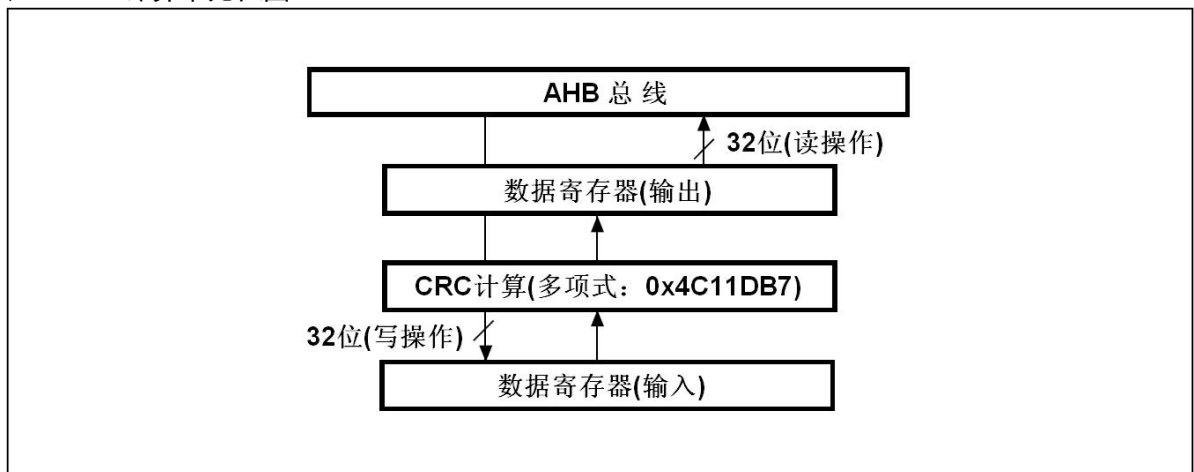 AHB 总 线
32位(读操作)
数据寄存器(输出)
CRC计算(多项式：0x4C11DB7)
32位(写操作)
数据寄存器(输入)